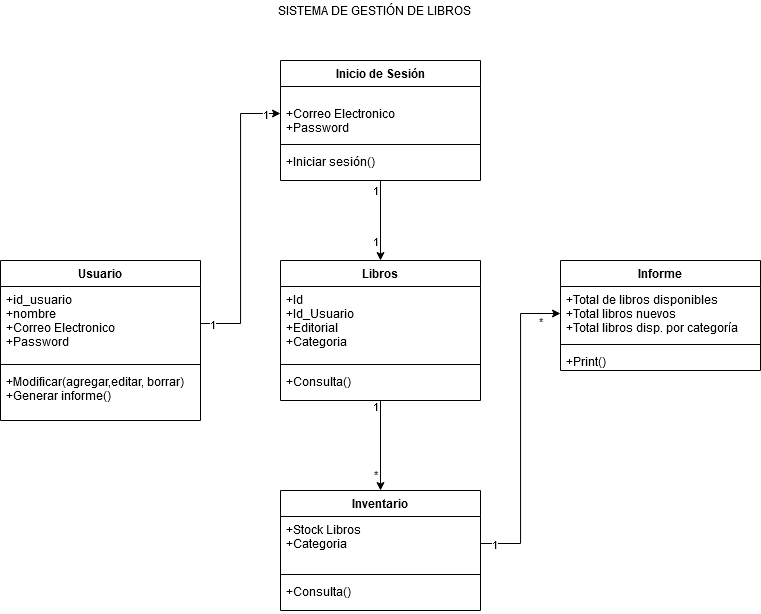 SISTEMA DE GESTIÓN DE LIBROS
Inicio de Sesión
+Correo Electronico
+Password
+Iniciar sesión()
1
1
1
Usuario
+id_usuario
+nombre
+Correo Electronico
+Password
+Modificar(agregar,editar, borrar)
+Generar informe()
1
Libros
+Id
+Id_Usuario
+Editorial
+Categoria
+Consulta()
1
*
Informe
+Total de libros disponibles
+Total libros nuevos
+Total libros disp. por categoría
+Print()
*
Inventario
+Stock Libros
+Categoria
+Consulta()
1